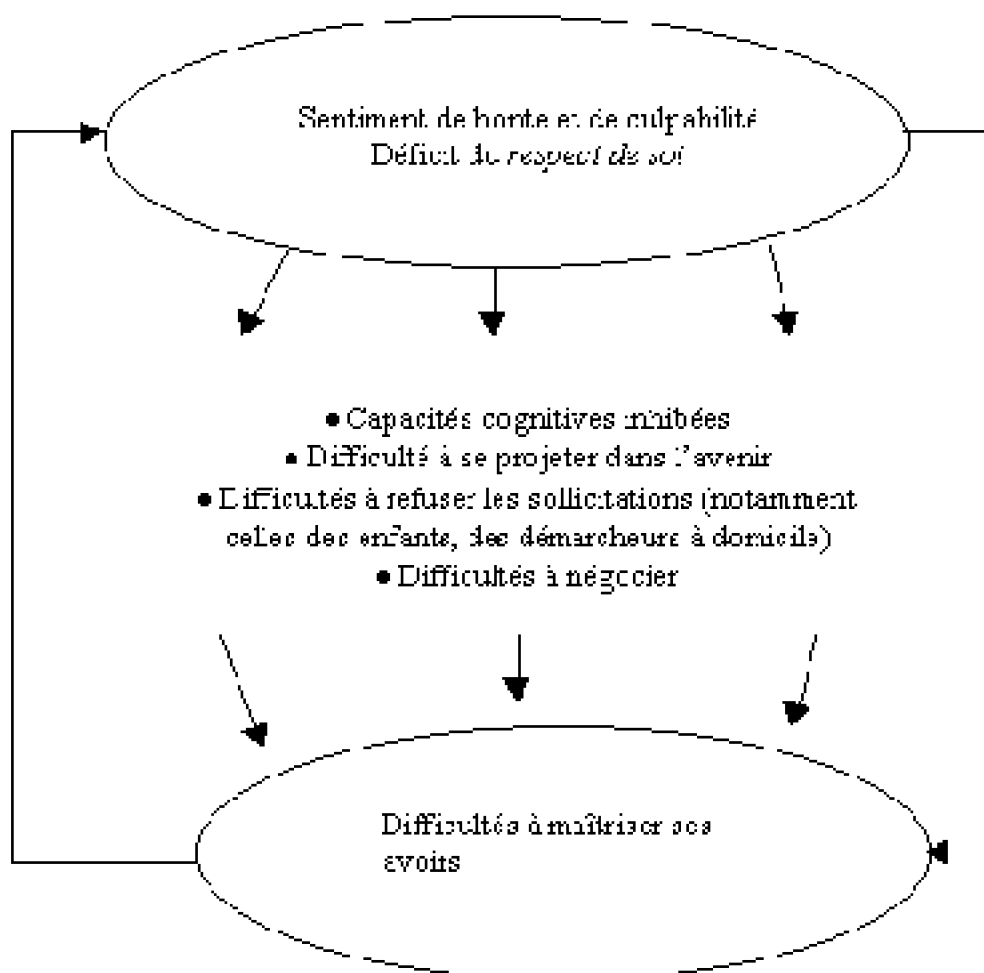 Sentiment de honte et de culpabilité
Déficit du respect de soi
• Capacités cognitives inhibées
• Difficulté à se projeter dans l'avenir
• Difficultés à refuser les sollicitations (notamment
celles des enfants, des démarcheurs à domicile)
• Difficultés à négocier
Difficultés à maîtriser ses
avoirs